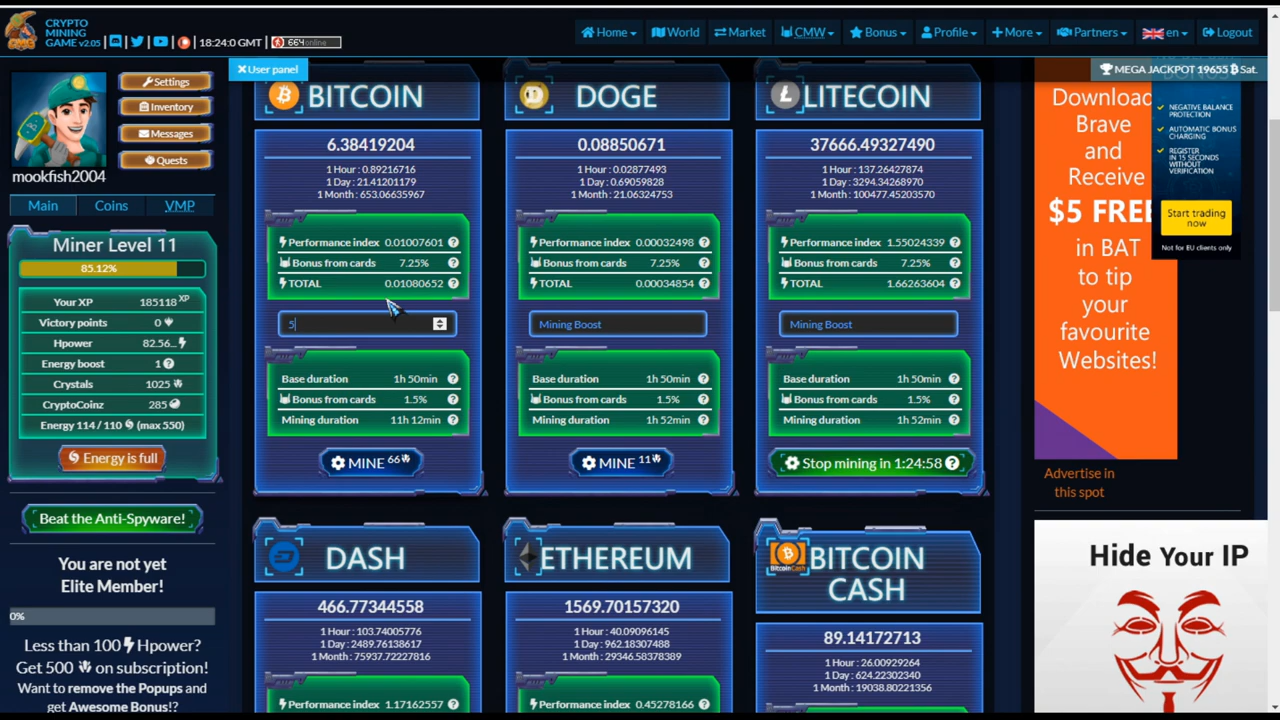 CRYPTO
MINING
GAME v2.05
18:24:0 GMT
664 online
Home
World
Market
CMW
Bonus
Profile
More
Partners
en
Logout
User panel
MEGA JACKPOT 19655 Sat.
Settings
Inventory
Messages
Quests
mookfish2004
Main Coins VMP
Miner Level 11
85.12%
Your XP 185118 XP
Victory points 0
Hpower 82.56...
Energy boost 1
Crystals 1025
CryptoCoinz 285
Energy 114 / 110 (max 550)
Energy is full
Beat the Anti-Spyware!
You are not yet
Elite Member!
0%
Less than 100 Hpower?
Get 500 on subscription!
Want to remove the Popups and
get Awesome Bonus!?
BITCOIN
6.38419204
1 Hour : 0.89216716
1 Day : 21.41201179
1 Month : 653.06635967
Performance index 0.01007601
Bonus from cards 7.25%
TOTAL 0.01080652
5
Base duration 1h 50min
Bonus from cards 1.5%
Mining duration 11h 12min
MINE 66
DOGE
0.08850671
1 Hour : 0.02877493
1 Day : 0.69059828
1 Month : 21.06324753
Performance index 0.00032498
Bonus from cards 7.25%
TOTAL 0.00034854
Mining Boost
Base duration 1h 50min
Bonus from cards 1.5%
Mining duration 1h 52min
MINE 11
LITECOIN
37666.49327490
1 Hour : 137.26427874
1 Day : 3294.34268970
1 Month : 100477.45203570
Performance index 1.55024339
Bonus from cards 7.25%
TOTAL 1.66263604
Mining Boost
Base duration 1h 50min
Bonus from cards 1.5%
Mining duration 1h 52min
Stop mining in 1:24:58
DASH
466.77344558
1 Hour : 103.74005776
1 Day : 2489.76138617
1 Month : 75937.72227816
Performance index 1.17162557
ETHEREUM
1569.70157320
1 Hour : 40.09096145
1 Day : 962.18307488
1 Month : 29346.58378389
Performance index 0.45278166
BitcoinCash
BITCOIN
CASH
89.14172713
1 Hour : 26.00929264
1 Day : 624.22302340
1 Month : 19038.80221356
Download
Brave
and
Receive
$5 FREE
in BAT
to tip
your
favourite
Websites!
NEGATIVE BALANCE
PROTECTION
AUTOMATIC BONUS
CHARGING
REGISTER
IN 15 SECONDS
WITHOUT
VERIFICATION
Start trading
now
Not for EU clients only
Advertise in
this spot
Hide Your IP